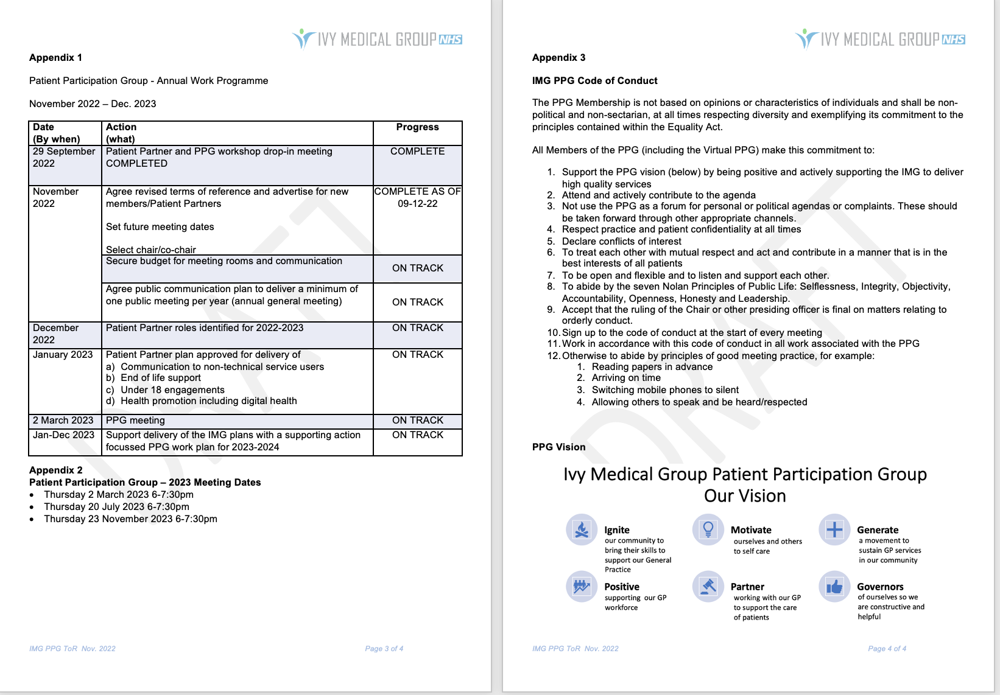 IVY MEDICAL GROUP NHS
Appendix 1
Patient Participation Group - Annual Work Programme
November 2022 – Dec. 2023
Date
(By when)
Action
(what)
Progress
29 September
2022
Patient Partner and PPG workshop drop-in meeting
COMPLETED
COMPLETE
November
2022
Agree revised terms of reference and advertise for new
members/Patient Partners
Set future meeting dates
Select chair/co-chair
COMPLETE AS OF
09-12-22
Secure budget for meeting rooms and communication
ON TRACK
Agree public communication plan to deliver a minimum of
one public meeting per year (annual general meeting)
ON TRACK
December
2022
Patient Partner roles identified for 2022-2023
ON TRACK
January 2023
Patient Partner plan approved for delivery of
a) Communication to non-technical service users
b) End of life support
c) Under 18 engagements
d) Health promotion including digital health
ON TRACK
2 March 2023
PPG meeting
ON TRACK
Jan-Dec 2023
Support delivery of the IMG plans with a supporting action
focussed PPG work plan for 2023-2024
ON TRACK
DRAFT
Appendix 2
Patient Participation Group – 2023 Meeting Dates
• Thursday 2 March 2023 6-7:30pm
• Thursday 20 July 2023 6-7:30pm
• Thursday 23 November 2023 6-7:30pm
IMG PPG ToR Nov. 2022
Page 3 of 4
IVY MEDICAL GROUP NHS
Appendix 3
IMG PPG Code of Conduct
The PPG Membership is not based on opinions or characteristics of individuals and shall be non-
political and non-sectarian, at all times respecting diversity and exemplifying its commitment to the
principles contained within the Equality Act.
All Members of the PPG (including the Virtual PPG) make this commitment to:
1. Support the PPG vision (below) by being positive and actively supporting the IMG to deliver
high quality services
2. Attend and actively contribute to the agenda
3. Not use the PPG as a forum for personal or political agendas or complaints. These should
be taken forward through other appropriate channels.
4. Respect practice and patient confidentiality at all times
5. Declare conflicts of interest
6. To treat each other with mutual respect and act and contribute in a manner that is in the
best interests of all patients
7. To be open and flexible and to listen and support each other.
8. To abide by the seven Nolan Principles of Public Life: Selflessness, Integrity, Objectivity,
Accountability, Openness, Honesty and Leadership.
9. Accept that the ruling of the Chair or other presiding officer is final on matters relating to
orderly conduct.
10. Sign up to the code of conduct at the start of every meeting
11. Work in accordance with this code of conduct in all work associated with the PPG
12. Otherwise to abide by principles of good meeting practice, for example:
1. Reading papers in advance
2. Arriving on time
3. Switching mobile phones to silent
4. Allowing others to speak and be heard/respected
DRAFT
PPG Vision
Ivy Medical Group Patient Participation Group
Our Vision
Ignite
our community to
bring their skills to
support our General
Practice
Motivate
ourselves and others
to self care
Generate
a movement to
sustain GP services
in our community
Positive
supporting our GP
workforce
Partner
working with our GP
to support the care
of patients
Governors
of ourselves so we
are constructive and
helpful
IMG PPG ToR Nov. 2022
Page 4 of 4